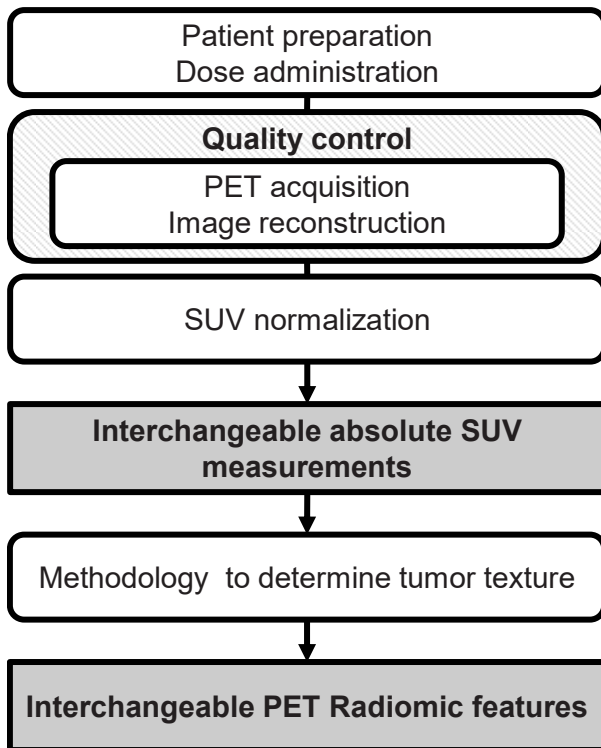 Patient preparation
Dose administration
Quality control
PET acquisition
Image reconstruction
SUV normalization
Interchangeable absolute SUV
measurements
Methodology  to determine tumor texture
Interchangeable PET Radiomic features